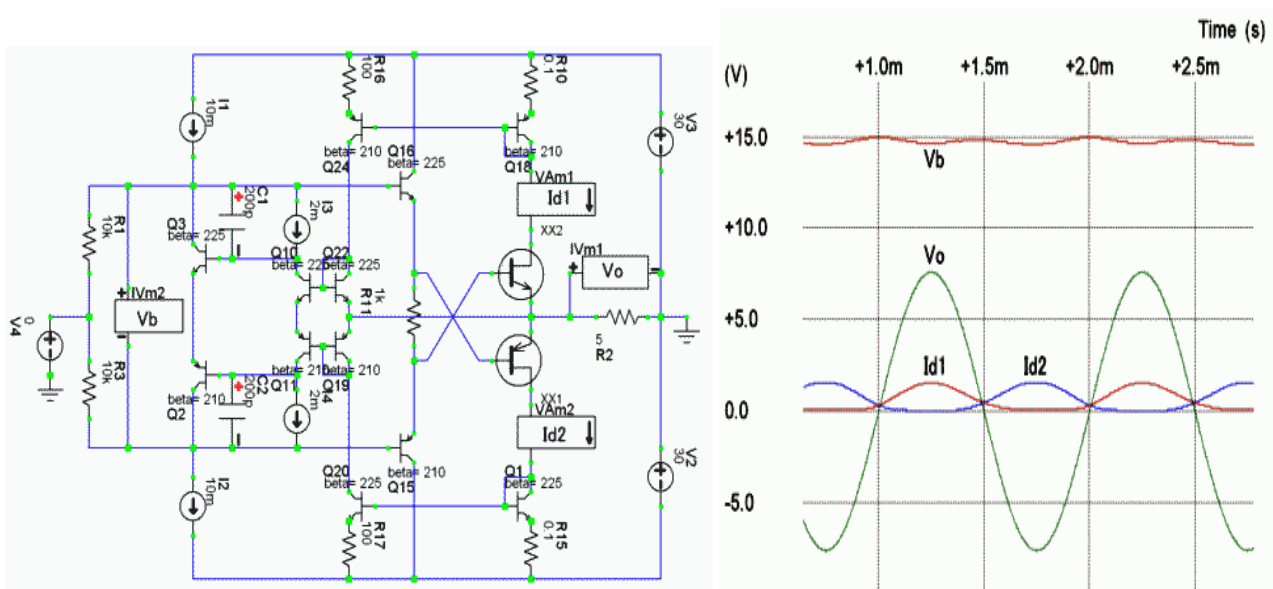 R16
100
R10
0.1
I1
10m
V3
30
beta= 210
Q24
Q16
beta= 225
beta= 210
Q18
VAm1
Id1
C1
200p
I3
2m
R1
10k
Q3
beta= 225
Q10
beta= 225
Q22
beta= 225
XX2
IVm1
Vo
1k
R11
IVm2
Vb
V4
0
5
R2
R3
10k
Q11
beta= 210
Q19
beta= 210
C2
200p
I4
2m
beta= 210
Q2
XX1
VAm2
Id2
V2
30
I2
10m
Q20
beta= 225
beta= 210
Q15
Q1
beta= 225
R17
100
R15
0.1
Time (s)
(V)
+1.0m
+1.5m
+2.0m
+2.5m
+15.0
Vb
+10.0
Vo
+5.0
Id1
Id2
0.0
-5.0